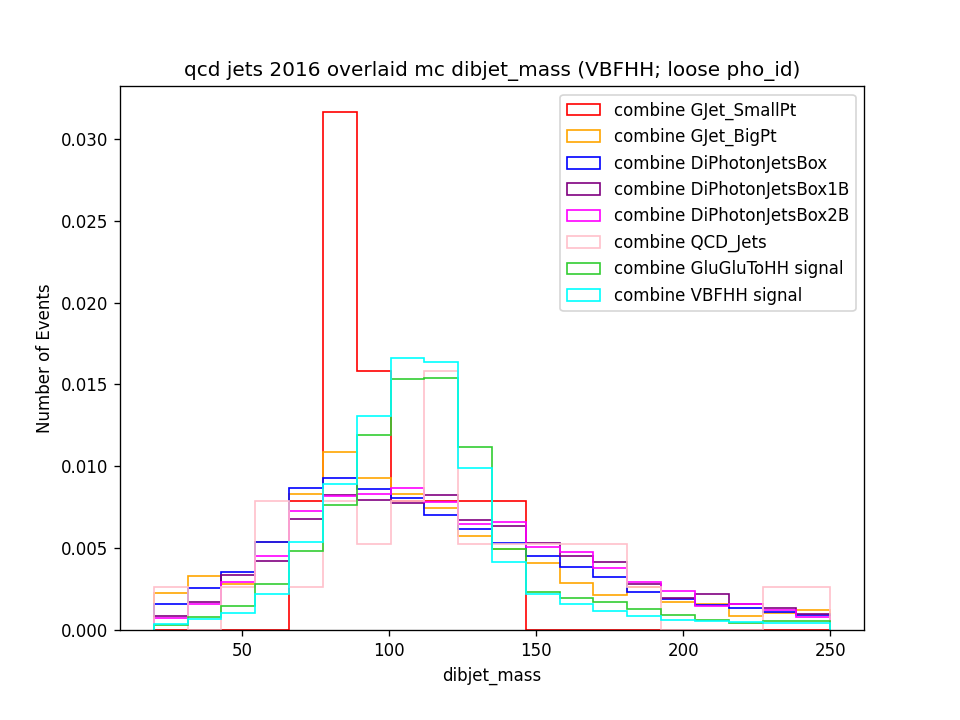 qcd jets 2016 overlaid mc dibjet_mass (VBFHH; loose pho_id)
combine GJet_SmallPt
combine GJet_BigPt
combine DiPhotonJetsBox
combine DiPhotonJetsBox1B
combine DiPhotonJetsBox2B
combine QCD_Jets
combine GluGluToHH signal
combine VBFHH signal
Number of Events
0.030
0.025
0.020
0.015
0.010
0.005
0.000
50
100
150
200
250
dibjet_mass